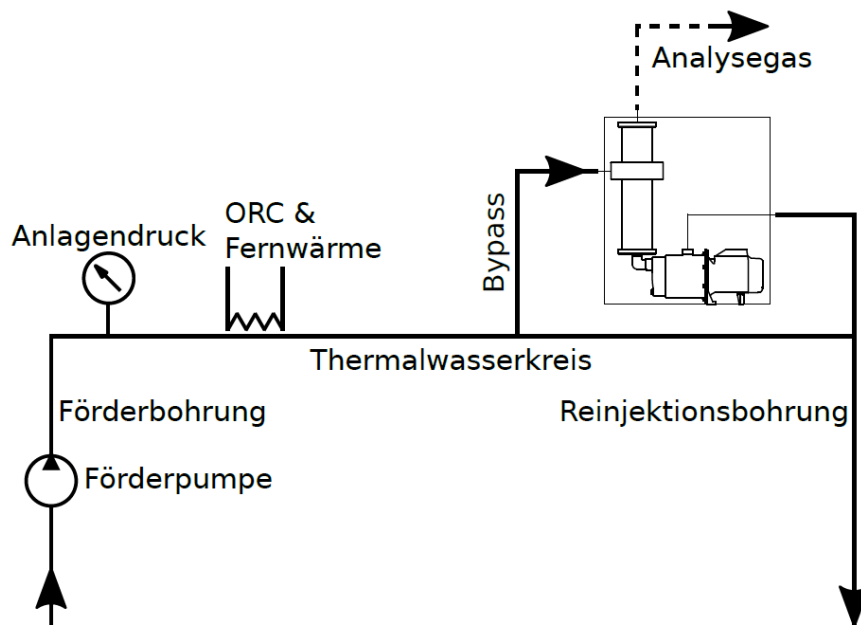 Analysegas
ORC &
Fernwärme
Anlagendruck
Bypass
Thermalwasserkreis
Förderbohrung
Reinjektionsbohrung
Förderpumpe